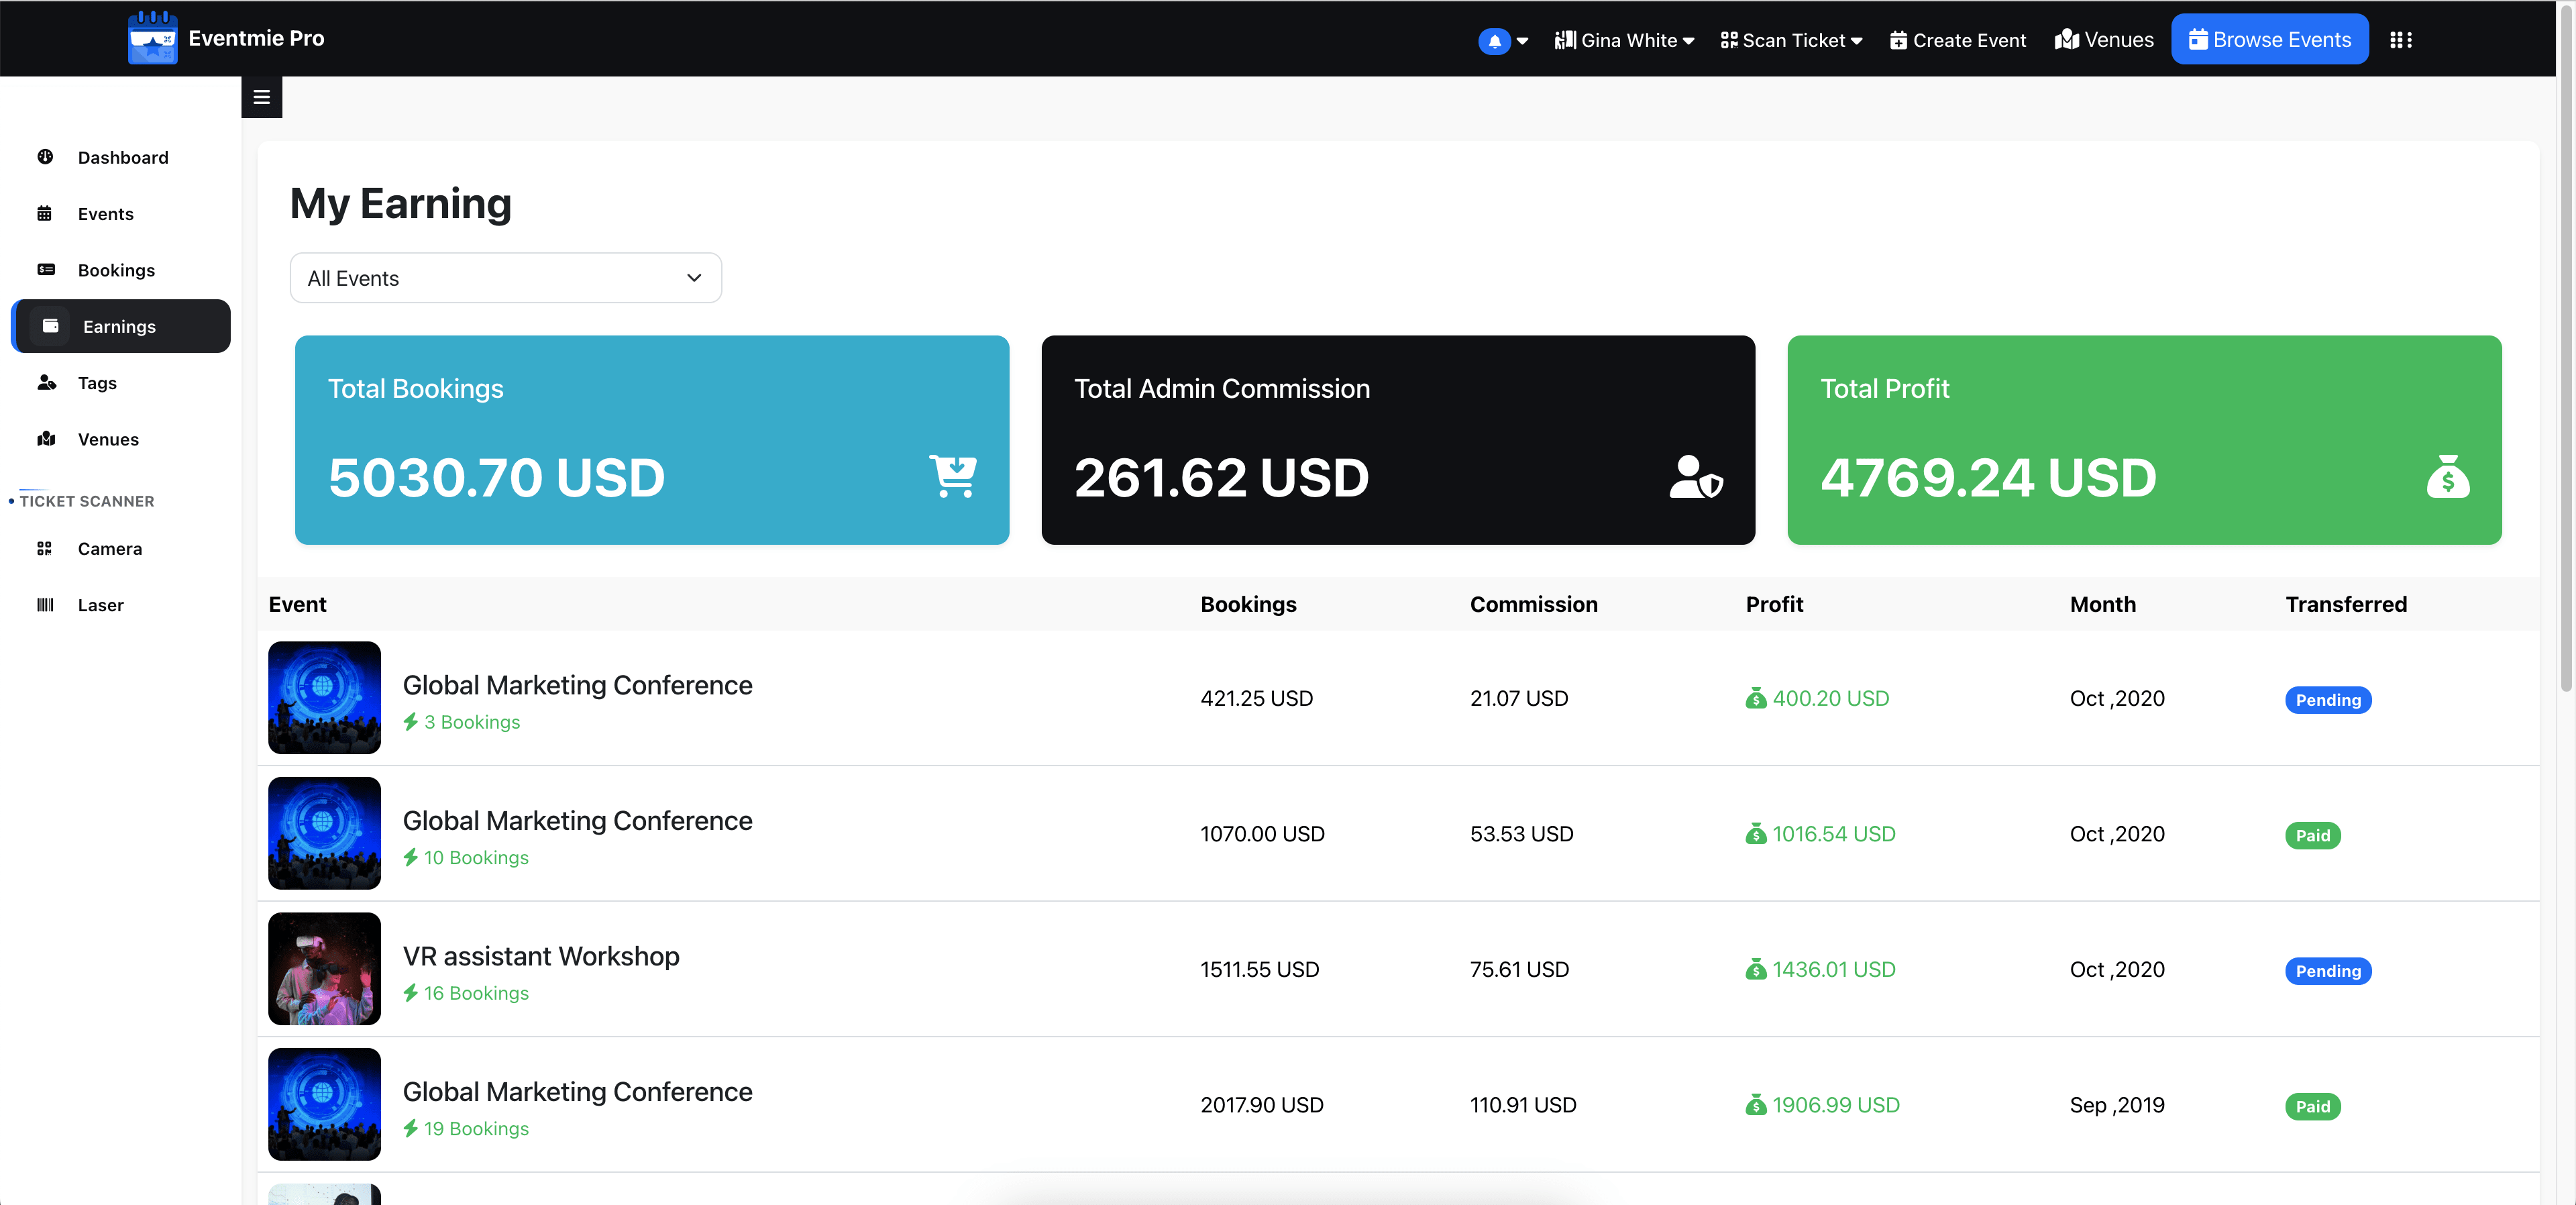 Eventmie Pro
Gina White
Scan Ticket
Create Event
Venues
Browse Events
Dashboard
Events
Bookings
Earnings
Tags
Venues
TICKET SCANNER
Camera
Laser
My Earning
All Events
Total Bookings
5030.70 USD
Total Admin Commission
261.62 USD
Total Profit
4769.24 USD
Event Bookings Commission Profit Month Transferred
Global Marketing Conference
3 Bookings
421.25 USD 21.07 USD 400.20 USD Oct ,2020 Pending
Global Marketing Conference
10 Bookings
1070.00 USD 53.53 USD 1016.54 USD Oct ,2020 Paid
VR assistant Workshop
16 Bookings
1511.55 USD 75.61 USD 1436.01 USD Oct ,2020 Pending
Global Marketing Conference
19 Bookings
2017.90 USD 110.91 USD 1906.99 USD Sep ,2019 Paid